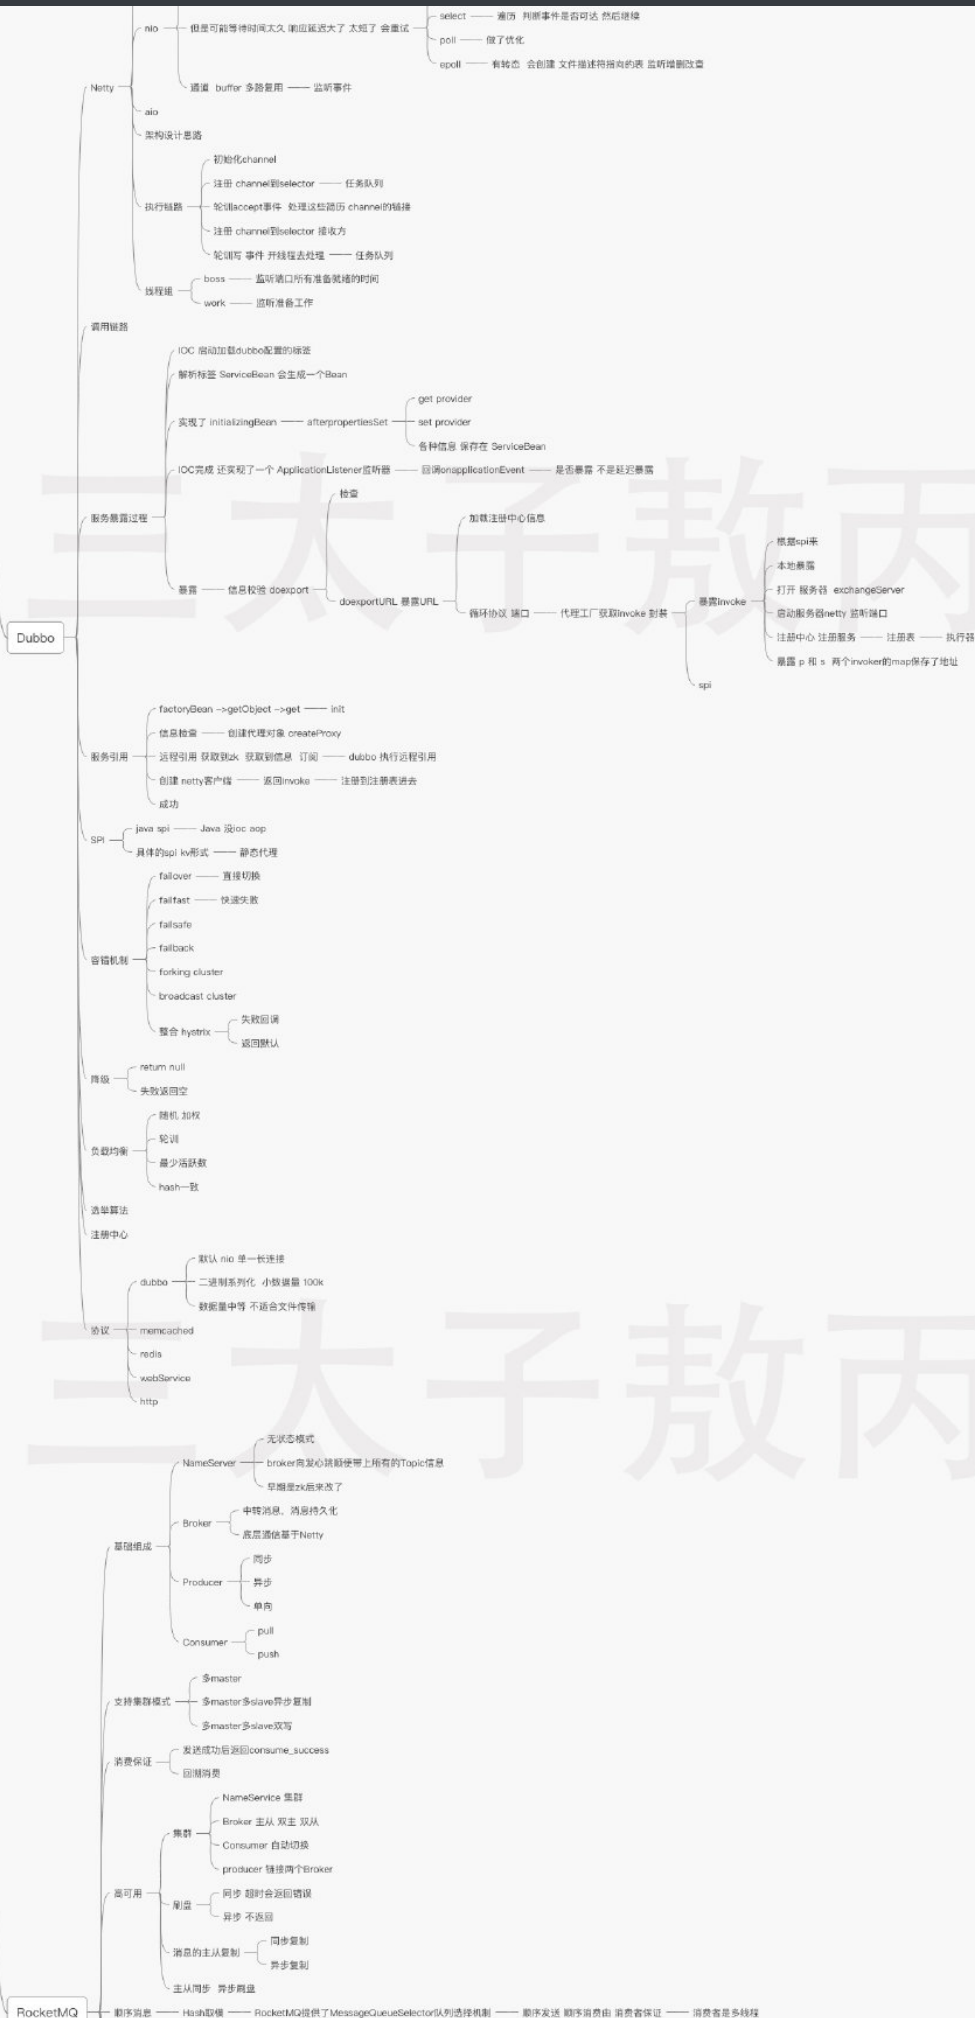 select
遍历 判断事件是否可达 然后继续
nio
但是可能等待时间太久 响应延迟大了 太短了 会重试
poll
做了优化
epoll
有转态 会创建 文件描述符指向的表 监听增删改查
Netty
通道 buffer 多路复用
监听事件
aio
架构设计思路
初始化channel
注册 channel到selector
任务队列
执行链路
轮训accept事件 处理这些简历 channel的链接
注册 channel到selector 接收方
轮训写 事件 开线程去处理
任务队列
线程组
boss
监听端口所有准备就绪的时间
work
监听准备工作
调用链路
IOC 启动加载dubbo配置的标签
解析标签 ServiceBean 会生成一个Bean
get provider
实现了 initializingBean
afterpropertiesSet
set provider
各种信息 保存在 ServiceBean
IOC完成 还实现了一个 ApplicationListener监听器
回调onapplicationEvent
是否暴露 不是延迟暴露
检查
服务暴露过程
加载注册中心信息
根据spi来
本地暴露
暴露
信息校验 doexport
打开 服务器 exchangeServer
doexportURL 暴露URL
暴露invoke
循环协议 端口
代理工厂获取invoke 封装
启动服务器netty 监听端口
注册中心 注册服务
注册表
执行器
暴露 p 和 s 两个invoker的map保存了地址
spi
Dubbo
factoryBean ->getObject ->get
init
信息检查
创建代理对象 createProxy
服务引用
远程引用 获取到zk 获取到信息 订阅
dubbo 执行远程引用
创建 netty客户端
返回invoke
注册到注册表进去
成功
SPI
java spi
Java 没ioc aop
具体的spi kv形式
静态代理
failover
直接切换
failfast
快速失败
failsafe
failback
容错机制
forking cluster
broadcast cluster
整合 hystrix
失败回调
返回默认
降级
return null
失败返回空
随机 加权
轮训
负载均衡
最少活跃数
hash一致
选举算法
注册中心
默认 nio 单一长连接
dubbo
二进制系列化 小数据量 100k
数据量中等 不适合文件传输
协议
memcached
redis
webService
http
无状态模式
NameServer
broker向发心跳顺便带上所有的Topic信息
早期是zk后来改了
Broker
中转消息、消息持久化
底层通信基于Netty
基础组成
同步
Producer
异步
单向
Consumer
pull
push
多master
支持集群模式
多master多slave异步复制
多master多slave双写
消费保证
发送成功后返回consume_success
回溯消费
NameService 集群
集群
Broker 主从 双主 双从
Consumer 自动切换
producer 链接两个Broker
高可用
刷盘
同步 超时会返回错误
异步 不返回
消息的主从复制
同步复制
异步复制
主从同步 异步刷盘
RocketMQ
顺序消息
Hash取模
RocketMQ提供了MessageQueueSelector队列选择机制
顺序发送 顺序消费由 消费者保证
消费者是多线程
三太子敖丙
三太子敖丙